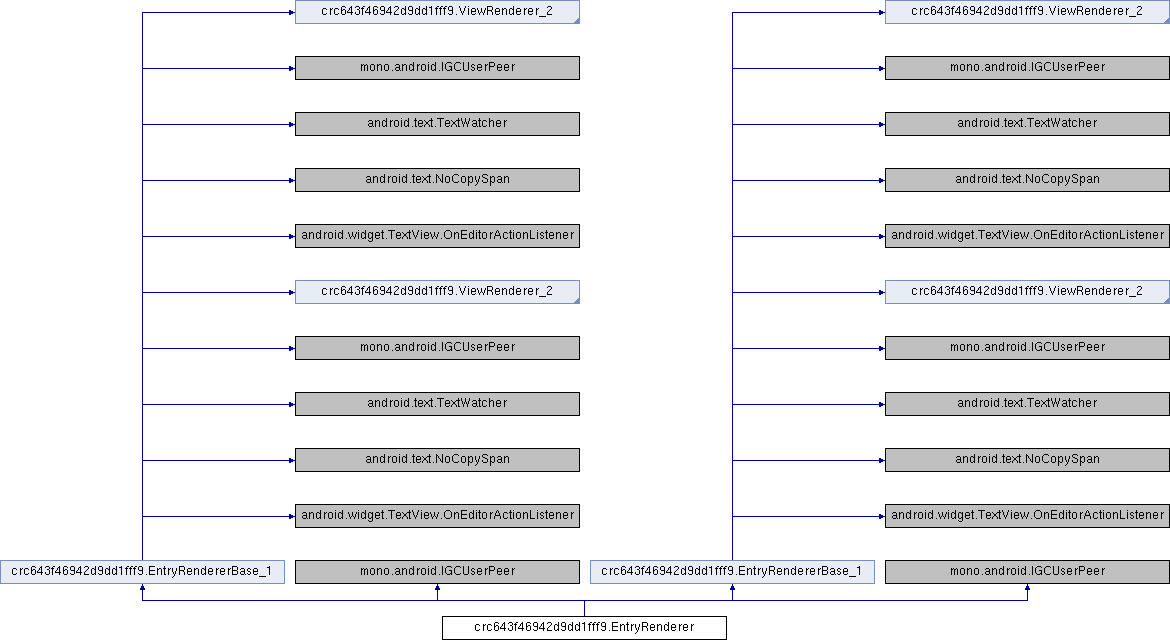 crc643f46942d9dd1fff9.ViewRenderer_2 crc643f46942d9dd1fff9.ViewRenderer_2
mono.android.IGCUserPeer mono.android.IGCUserPeer
android.text.TextWatcher android.text.TextWatcher
android.text.NoCopySpan android.text.NoCopySpan
android.widget.TextView.OnEditorActionListener android.widget.TextView.OnEditorActionListener
crc643f46942d9dd1fff9.ViewRenderer_2 crc643f46942d9dd1fff9.ViewRenderer_2
mono.android.IGCUserPeer mono.android.IGCUserPeer
android.text.TextWatcher android.text.TextWatcher
android.text.NoCopySpan android.text.NoCopySpan
android.widget.TextView.OnEditorActionListener android.widget.TextView.OnEditorActionListener
crc643f46942d9dd1fff9.EntryRendererBase_1 mono.android.IGCUserPeer crc643f46942d9dd1fff9.EntryRendererBase_1 mono.android.IGCUserPeer
crc643f46942d9dd1fff9.EntryRenderer